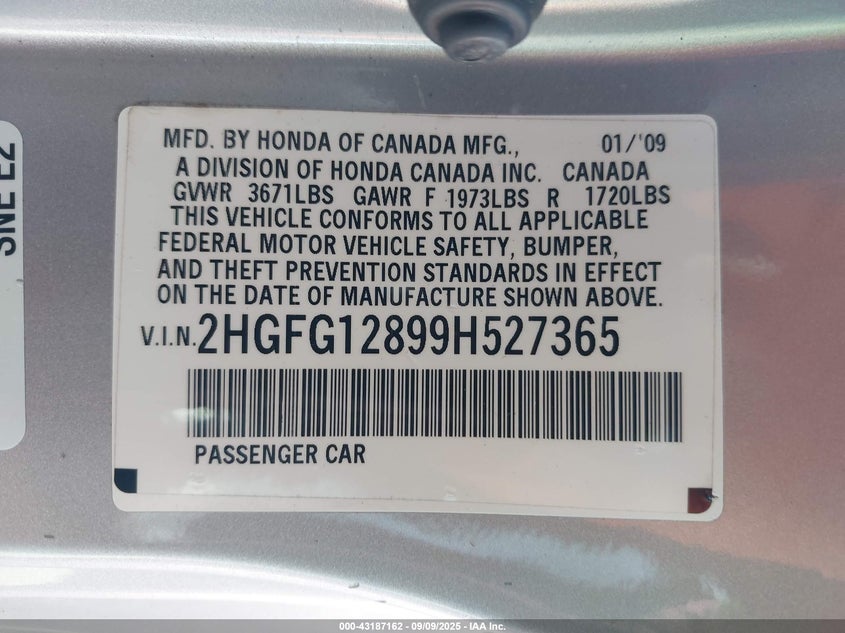 MFD. BY HONDA OF CANADA MFG., 01/'09
A DIVISION OF HONDA CANADA INC. CANADA
GVWR 3671LBS GAWR F 1973LBS R 1720LBS
THIS VEHICLE CONFORMS TO ALL APPLICABLE
FEDERAL MOTOR VEHICLE SAFETY, BUMPER,
AND THEFT PREVENTION STANDARDS IN EFFECT
ON THE DATE OF MANUFACTURE SHOWN ABOVE.
V.I.N. 2HGFG12899H527365
PASSENGER CAR
SNE E2
000-43187162 - 09/09/2025 - IAA Inc.